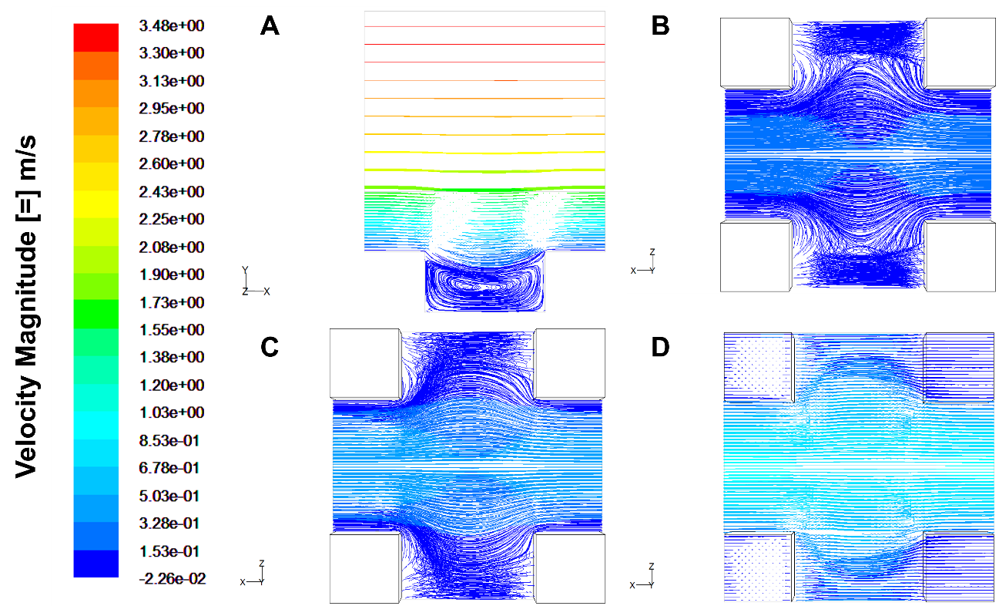 Velocity Magnitude [=] m/s
3.48e+00
3.30e+00
3.13e+00
2.95e+00
2.78e+00
2.60e+00
2.43e+00
2.25e+00
2.08e+00
1.90e+00
1.73e+00
1.55e+00
1.38e+00
1.20e+00
1.03e+00
8.53e-01
6.78e-01
5.03e-01
3.28e-01
1.53e-01
-2.26e-02
A
Y
Z X
B
Z
X Y
C
Z
X Y
D
Z
X Y